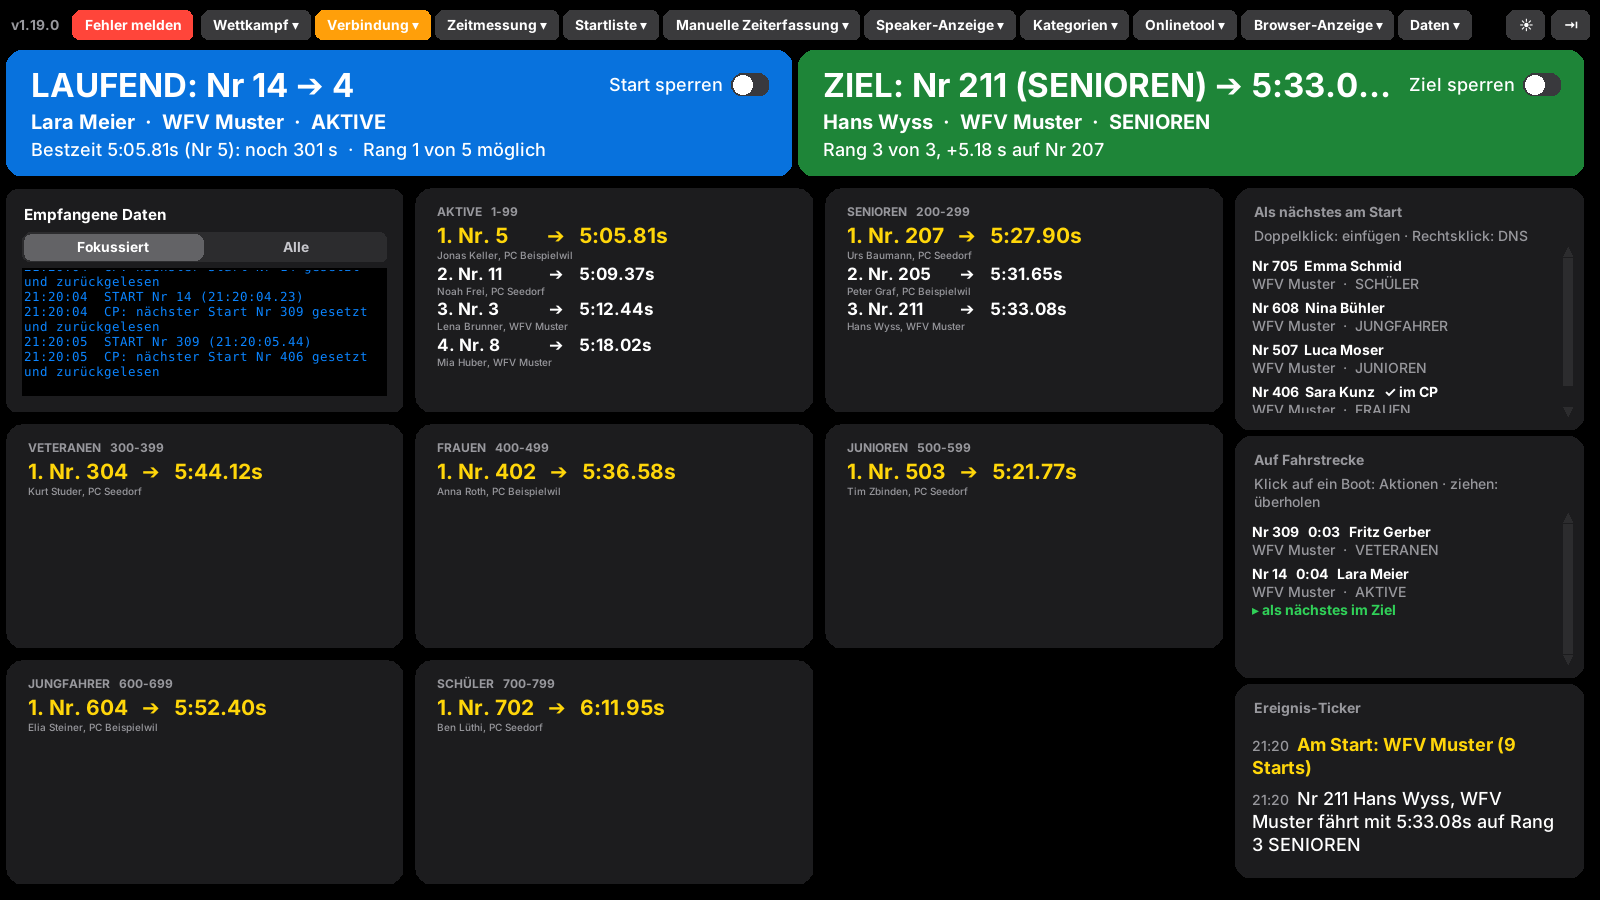 v1.19.0 Fehler melden Wettkampf ▾ Verbindung ▾ Zeitmessung ▾ Startliste ▾ Manuelle Zeiterfassung ▾ Speaker-Anzeige ▾ Kategorien ▾ Onlinetool ▾ Browser-Anzeige ▾ Daten ▾
LAUFEND: Nr 14 → 4
Start sperren
Lara Meier · WFV Muster · AKTIVE
Bestzeit 5:05.81s (Nr 5): noch 301 s · Rang 1 von 5 möglich
ZIEL: Nr 211 (SENIOREN) → 5:33.0...
Ziel sperren
Hans Wyss · WFV Muster · SENIOREN
Rang 3 von 3, +5.18 s auf Nr 207
Empfangene Daten
Fokussiert Alle
und zurückgelesen
21:20:04 START Nr 14 (21:20:04.23)
21:20:04 CP: nächster Start Nr 309 gesetzt
und zurückgelesen
21:20:05 START Nr 309 (21:20:05.44)
21:20:05 CP: nächster Start Nr 406 gesetzt
und zurückgelesen
AKTIVE 1-99
1. Nr. 5 → 5:05.81s
Jonas Keller, PC Beispielwil
2. Nr. 11 → 5:09.37s
Noah Frei, PC Seedorf
3. Nr. 3 → 5:12.44s
Lena Brunner, WFV Muster
4. Nr. 8 → 5:18.02s
Mia Huber, WFV Muster
SENIOREN 200-299
1. Nr. 207 → 5:27.90s
Urs Baumann, PC Seedorf
2. Nr. 205 → 5:31.65s
Peter Graf, PC Beispielwil
3. Nr. 211 → 5:33.08s
Hans Wyss, WFV Muster
VETERANEN 300-399
1. Nr. 304 → 5:44.12s
Kurt Studer, PC Seedorf
FRAUEN 400-499
1. Nr. 402 → 5:36.58s
Anna Roth, PC Beispielwil
JUNIOREN 500-599
1. Nr. 503 → 5:21.77s
Tim Zbinden, PC Seedorf
JUNGFAHRER 600-699
1. Nr. 604 → 5:52.40s
Elia Steiner, PC Beispielwil
SCHÜLER 700-799
1. Nr. 702 → 6:11.95s
Ben Lüthi, PC Seedorf
Als nächstes am Start
Doppelklick: einfügen · Rechtsklick: DNS
Nr 705 Emma Schmid
WFV Muster · SCHÜLER
Nr 608 Nina Bühler
WFV Muster · JUNGFAHRER
Nr 507 Luca Moser
WFV Muster · JUNIOREN
Nr 406 Sara Kunz ✓ im CP
WFV Muster · FRAUEN
Auf Fahrstrecke
Klick auf ein Boot: Aktionen · ziehen:
überholen
Nr 309 0:03 Fritz Gerber
WFV Muster · VETERANEN
Nr 14 0:04 Lara Meier
WFV Muster · AKTIVE
▸ als nächstes im Ziel
Ereignis-Ticker
21:20 Am Start: WFV Muster (9
Starts)
21:20 Nr 211 Hans Wyss, WFV
Muster fährt mit 5:33.08s auf Rang
3 SENIOREN